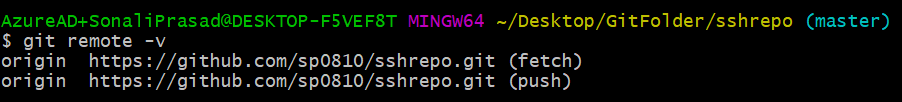 AzureAD+SonaliPrasad@DESKTOP-F5VEF8T MINGW64 ~/Desktop/GitFolder/sshrepo (master)
$ git remote -v
origin  https://github.com/sp0810/sshrepo.git (fetch)
origin  https://github.com/sp0810/sshrepo.git (push)